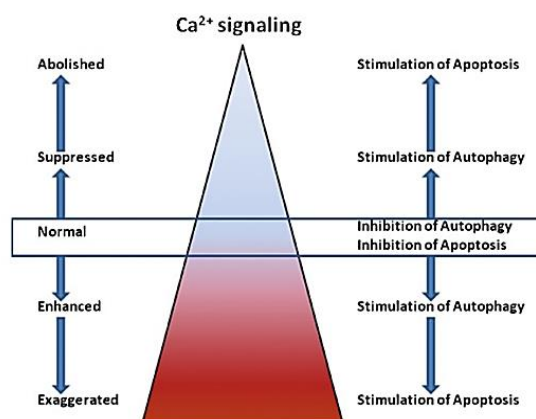 Ca²⁺ signaling
Abolished
Stimulation of Apoptosis
Suppressed
Stimulation of Autophagy
Normal
Inhibition of Autophagy
Inhibition of Apoptosis
Enhanced
Stimulation of Autophagy
Exaggerated
Stimulation of Apoptosis